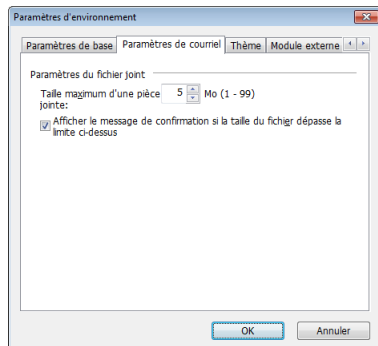 Paramètres d'environnement
Paramètres de base
Paramètres de courriel
Thème
Module externe
Paramètres du fichier joint
Taille maximum d'une pièce jointe:
5
Mo (1 - 99)
Afficher le message de confirmation si la taille du fichier dépasse la
limite ci-dessus
OK
Annuler